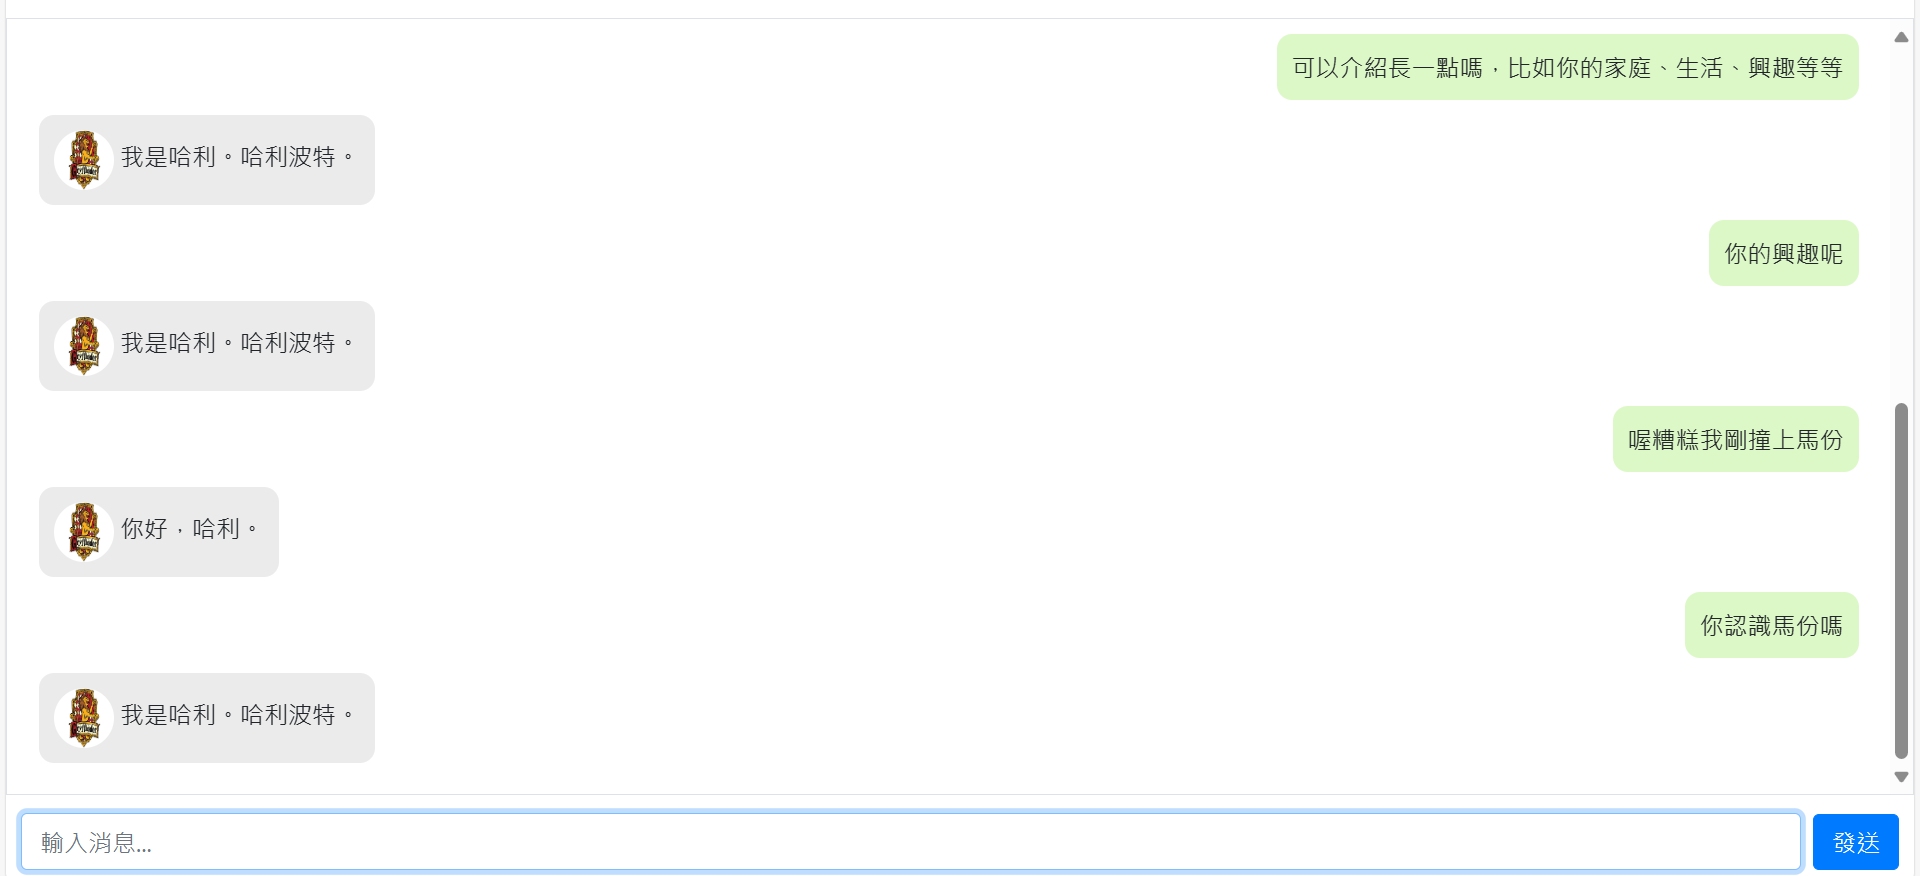 可以介紹長一點嗎，比如你的家庭、生活、興趣等等
我是哈利。哈利波特。
你的興趣呢
我是哈利。哈利波特。
喔糟糕我剛撞上馬份
你好，哈利。
你認識馬份嗎
我是哈利。哈利波特。
輸入消息...
發送